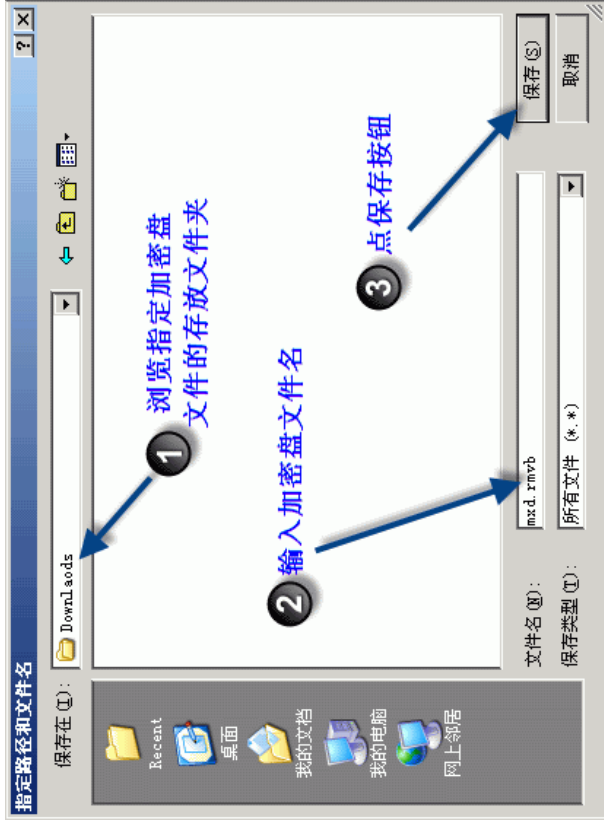 指定路径和文件名
保存在(I):
Downlaods
1
浏览指定加密盘
文件的存放文件夹
2
输入加密盘文件名
3
点保存按钮
Recent
桌面
我的文档
我的电脑
网上邻居
文件名(N):
mxd.rmvb
保存(S)
保存类型(T):
所有文件 (*.*)
取消